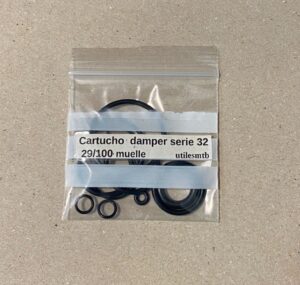 Cartucho damper serie 32
29/100 muelle utilesmtb